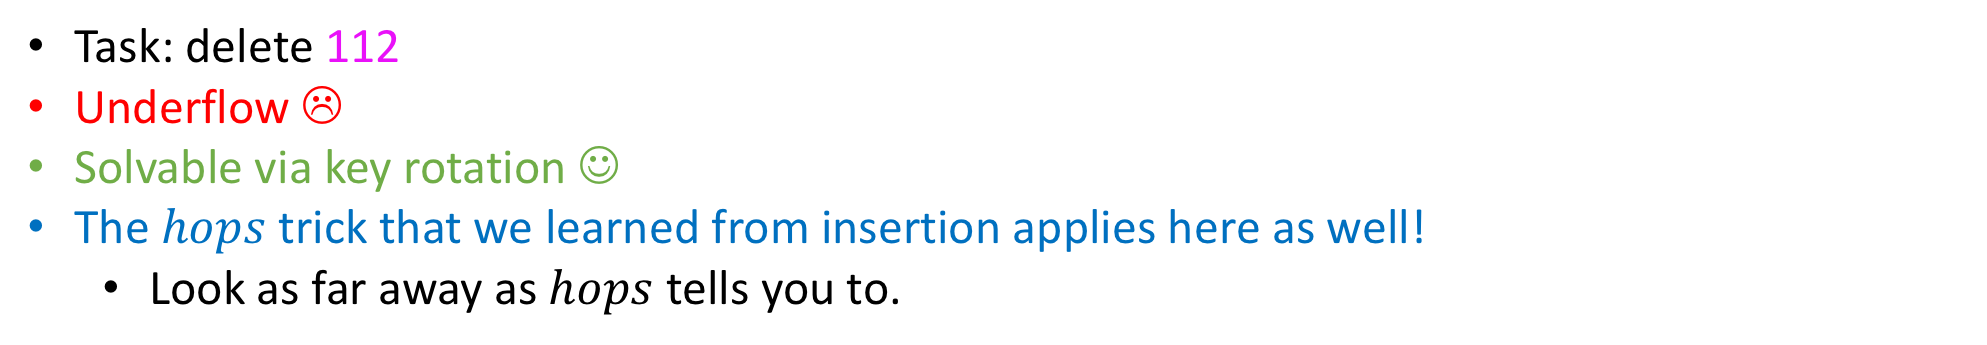 • Task: delete 112
• Underflow ☹
• Solvable via key rotation ☺
• The hops trick that we learned from insertion applies here as well!
• Look as far away as hops tells you to.